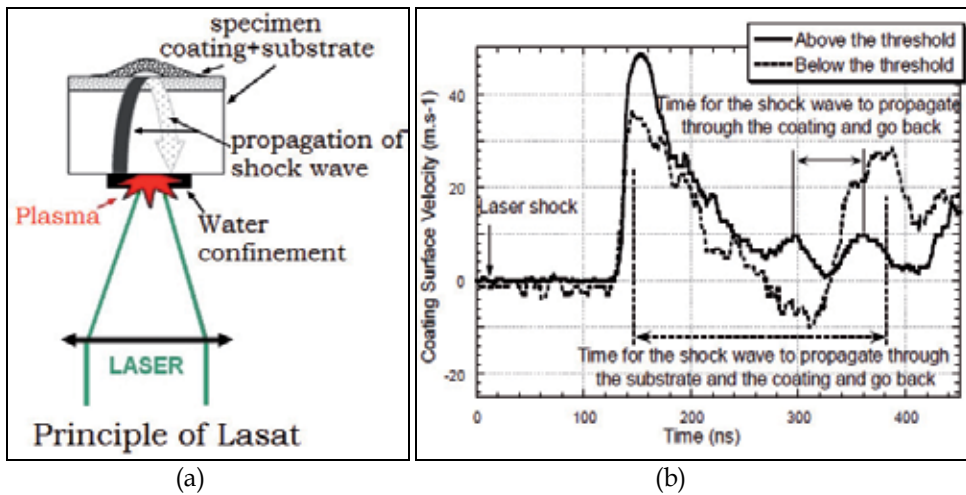 specimen
coating+substrate
propagation of
shock wave
Plasma
Water
confinement
LASER
Principle of Lasat
(a)
Above the threshold
Below the threshold
Time for the shock wave to propagate
through the coating and go back
Laser shock
Time for the shock wave to propagate through
the substrate and the coating and go back
Coating Surface Velocity (m.s-1)
40
20
0
-20
0
100
200
300
400
Time (ns)
(b)